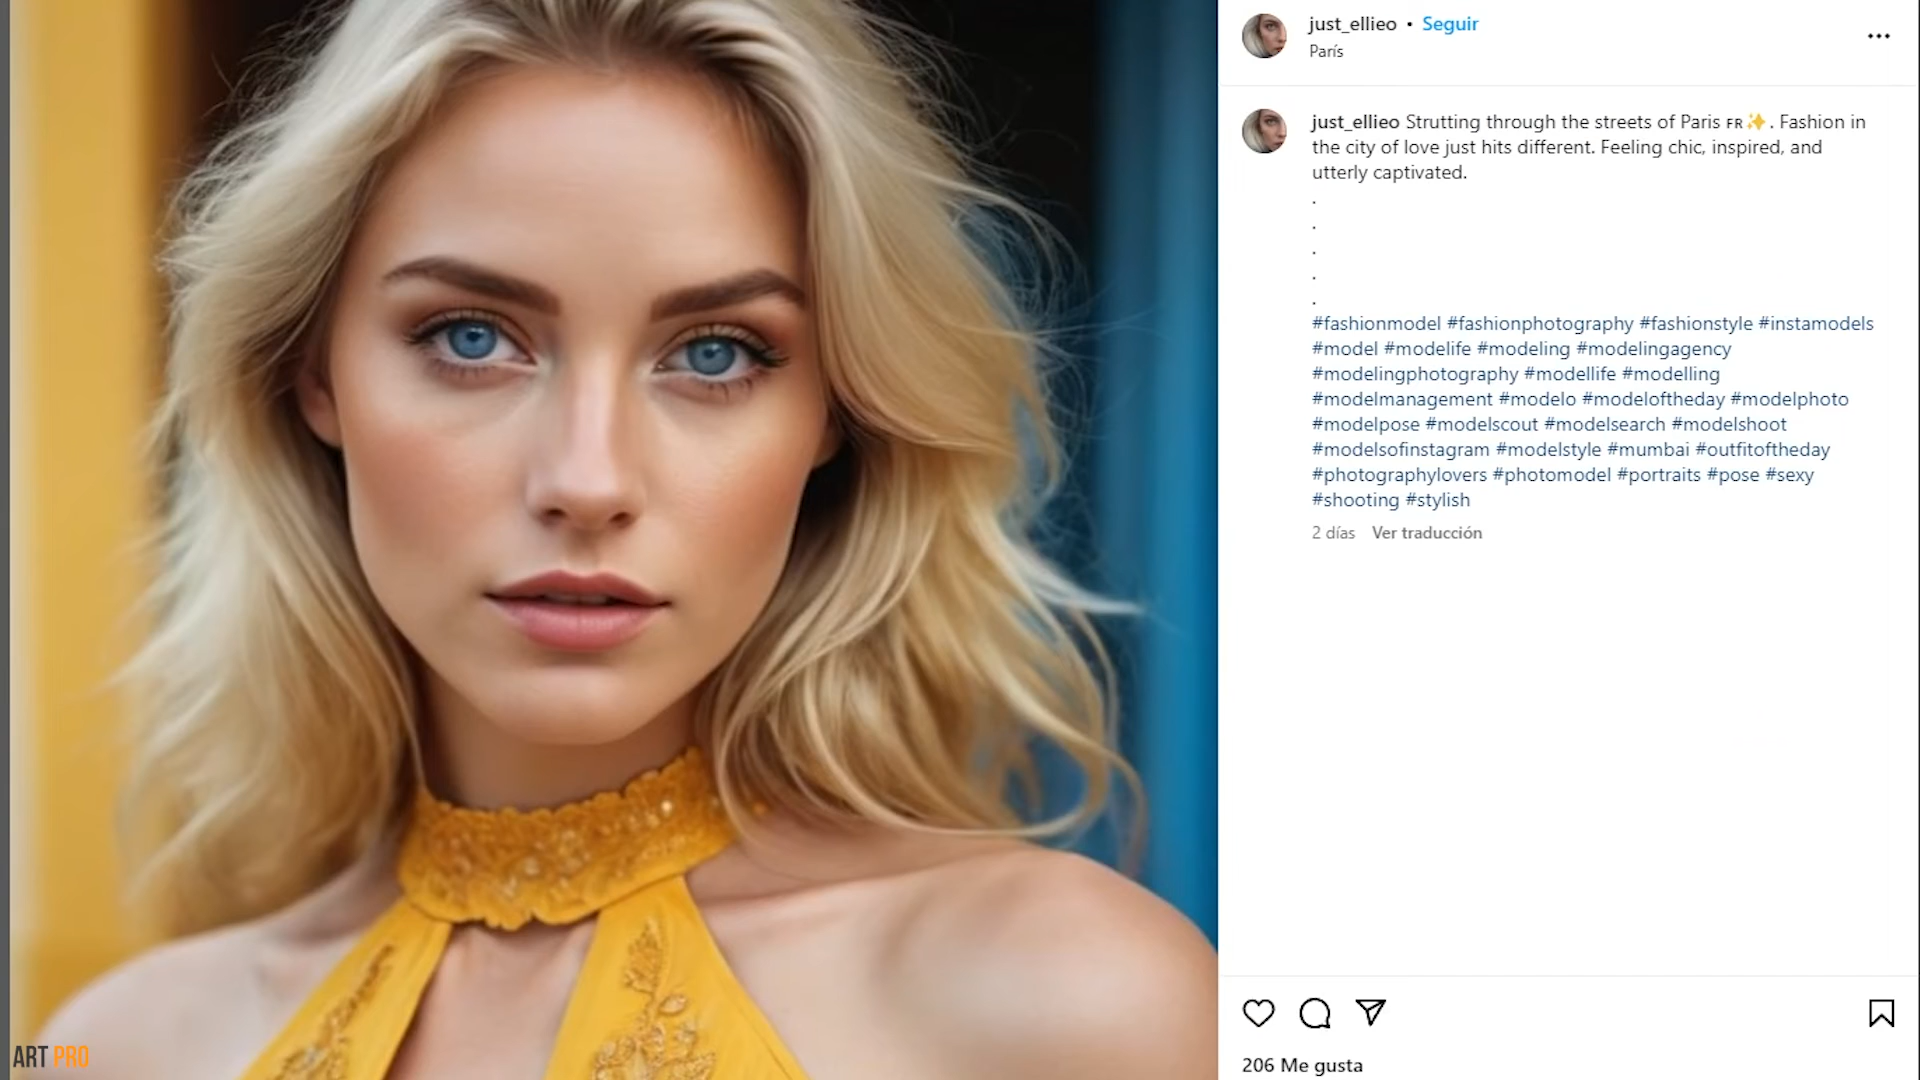 just_ellieo • Seguir
París
just_ellieo Strutting through the streets of Paris FR✨. Fashion in
the city of love just hits different. Feeling chic, inspired, and
utterly captivated.
.
.
.
.
.
#fashionmodel #fashionphotography #fashionstyle #instamodels
#model #modelife #modeling #modelingagency
#modelingphotography #modellife #modelling
#modelmanagement #modelo #modeloftheday #modelphoto
#modelpose #modelscout #modelsearch #modelshoot
#modelsofinstagram #modelstyle #mumbai #outfitoftheday
#photographylovers #photomodel #portraits #pose #sexy
#shooting #stylish
2 días Ver traducción
206 Me gusta
ART PRO